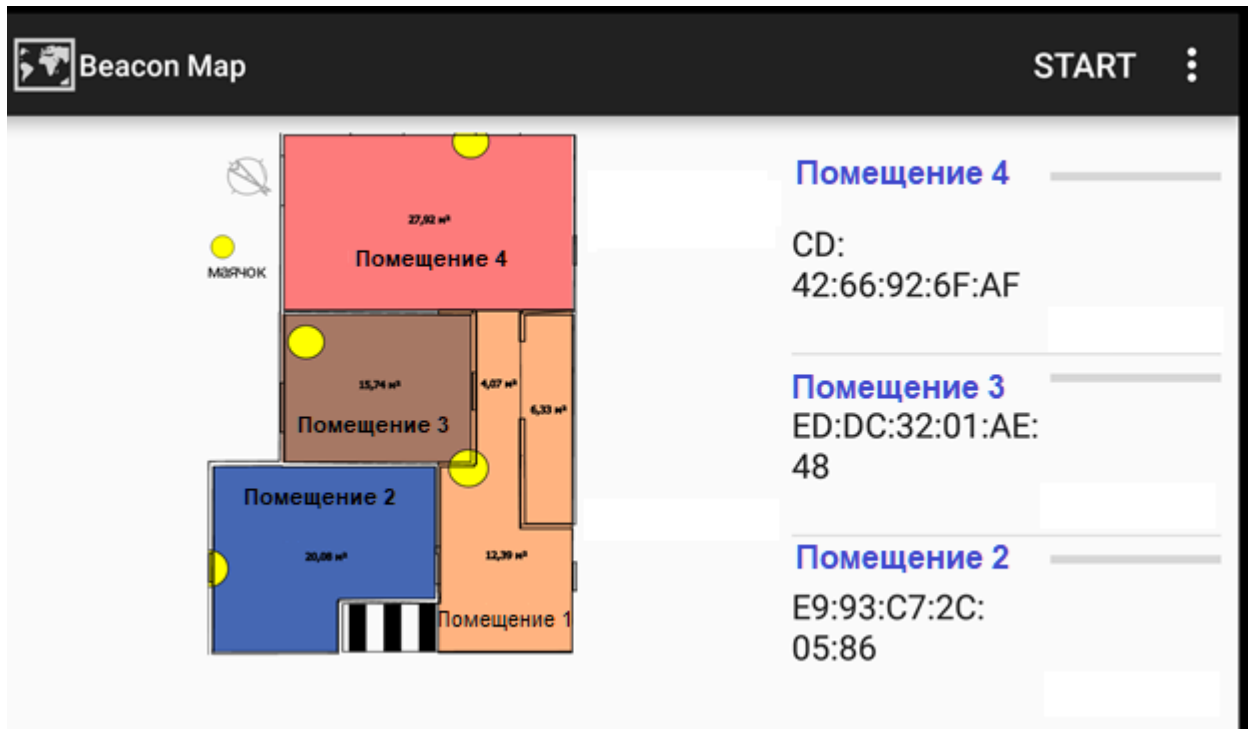 Beacon Map
START
27,92 м²
Помещение 4
маячок
15,74 м²
4,07 м²
6,33 м²
Помещение 3
Помещение 2
20,08 м²
12,39 м²
Помещение 1
Помещение 4
CD:
42:66:92:6F:AF
Помещение 3
ED:DC:32:01:AE:
48
Помещение 2
E9:93:C7:2C:
05:86